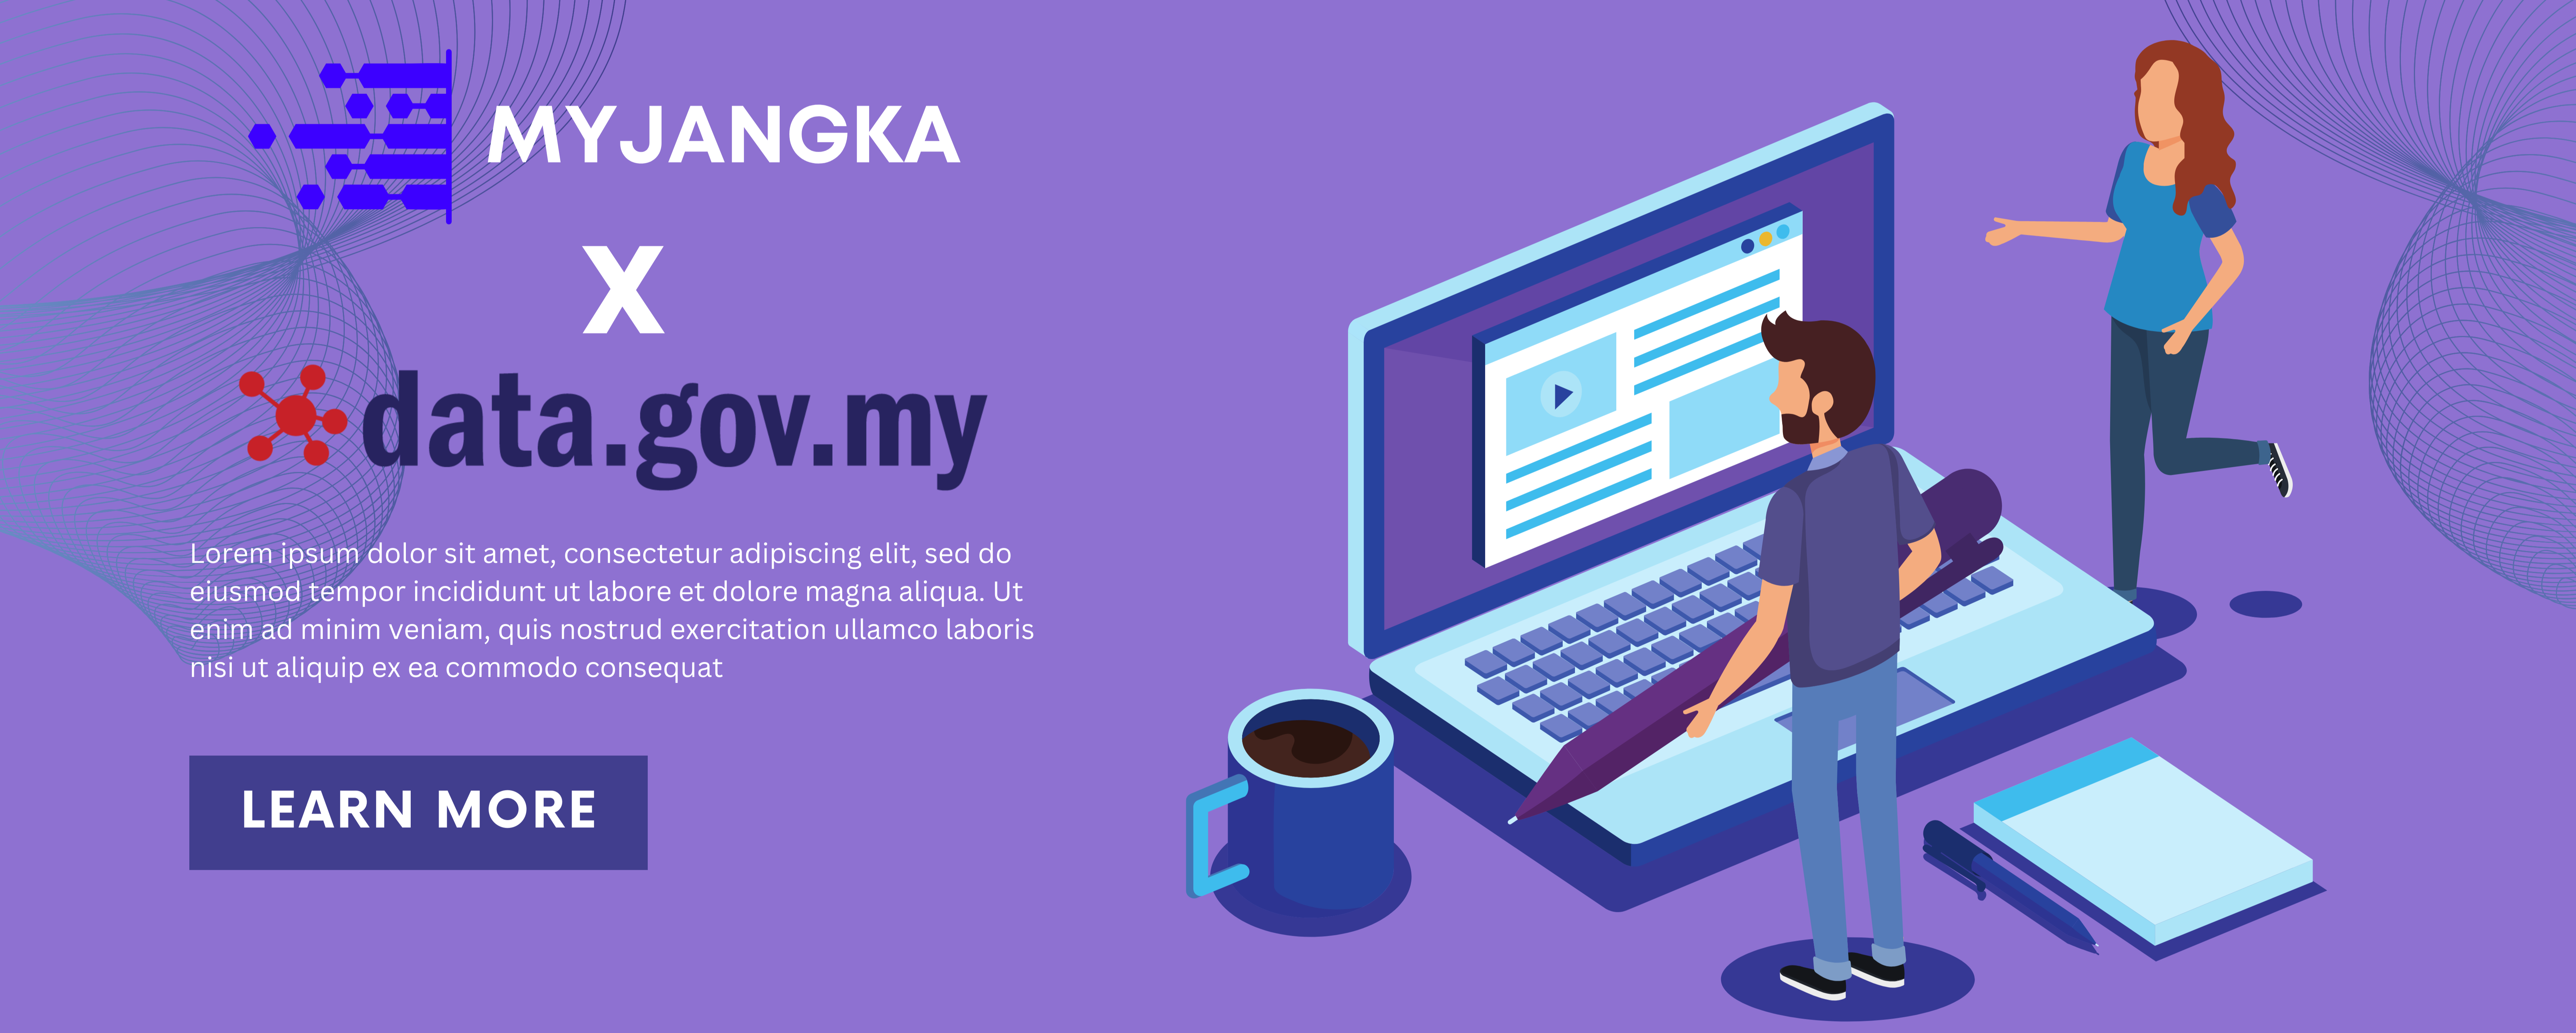 MYJANGKA
X
data.gov.my
Lorem ipsum dolor sit amet, consectetur adipiscing elit, sed do
eiusmod tempor incididunt ut labore et dolore magna aliqua. Ut
enim ad minim veniam, quis nostrud exercitation ullamco laboris
nisi ut aliquip ex ea commodo consequat
LEARN MORE